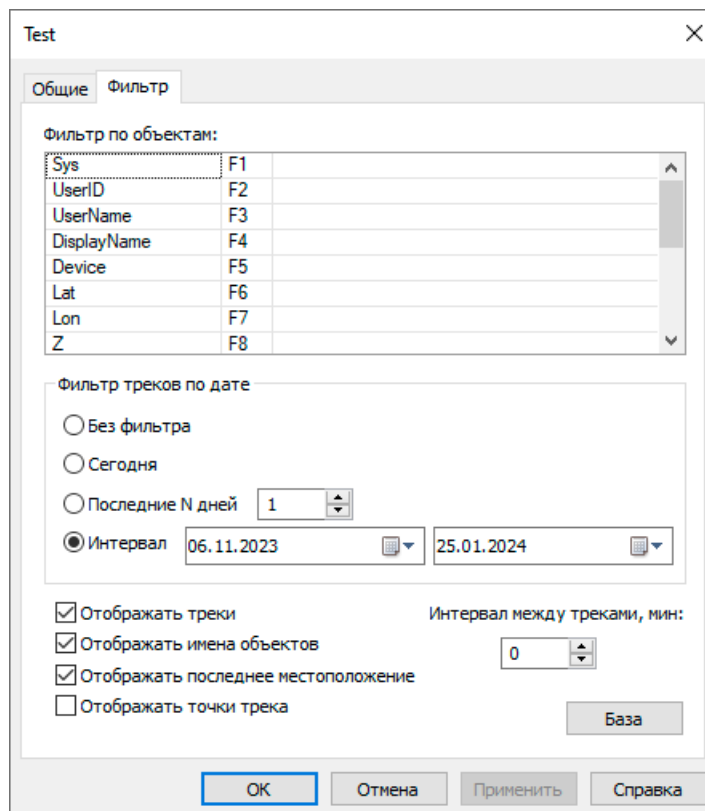 Test
Общие Фильтр
Фильтр по объектам:
Sys F1
UserID F2
UserName F3
DisplayName F4
Device F5
Lat F6
Lon F7
Z F8
Фильтр треков по дате
Без фильтра
Сегодня
Последние N дней 1
Интервал 06.11.2023 25.01.2024
Отображать треки Интервал между треками, мин:
Отображать имена объектов 0
Отображать последнее местоположение
Отображать точки трека База
ОК Отмена Применить Справка